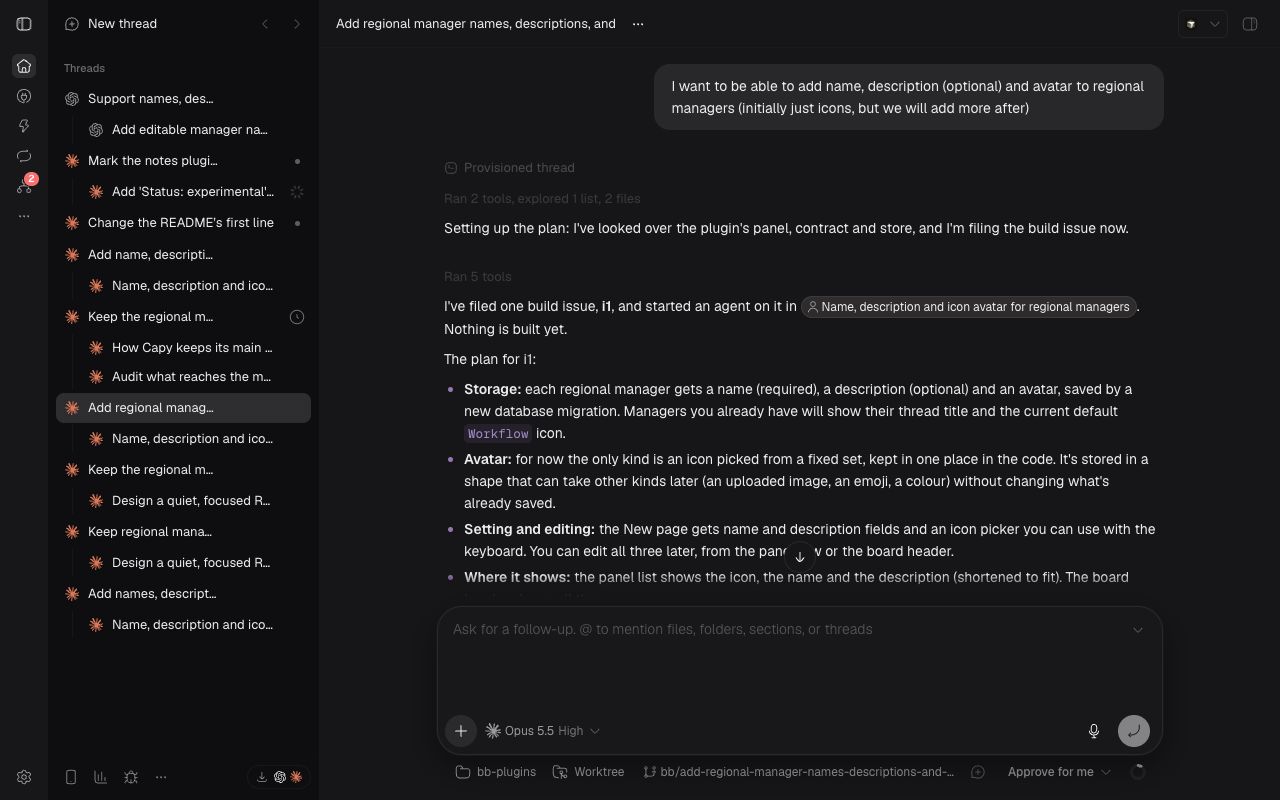 New thread
Add regional manager names, descriptions, and
Threads
Support names, des…
Add editable manager na…
Mark the notes plugi…
Add 'Status: experimental'…
2
Change the README's first line
Add name, descripti…
Name, description and ico…
Keep the regional m…
How Capy keeps its main …
Audit what reaches the m…
Add regional manag…
Name, description and ico…
Keep the regional m…
Design a quiet, focused R…
Keep regional mana…
Design a quiet, focused R…
Add names, descript…
Name, description and ico…
I want to be able to add name, description (optional) and avatar to regional
managers (initially just icons, but we will add more after)
Provisioned thread
Ran 2 tools, explored 1 list, 2 files
Setting up the plan: I've looked over the plugin's panel, contract and store, and I'm filing the build issue now.
Ran 5 tools
I've filed one build issue, i1, and started an agent on it in Name, description and icon avatar for regional managers.
Nothing is built yet.
The plan for i1:
• Storage: each regional manager gets a name (required), a description (optional) and an avatar, saved by a
new database migration. Managers you already have will show their thread title and the current default
Workflow icon.
• Avatar: for now the only kind is an icon picked from a fixed set, kept in one place in the code. It's stored in a
shape that can take other kinds later (an uploaded image, an emoji, a colour) without changing what's
already saved.
• Setting and editing: the New page gets name and description fields and an icon picker you can use with the
keyboard. You can edit all three later, from the or the board header.
• Where it shows: the panel list shows the icon, the name and the description (shortened to fit). The board
Ask for a follow-up. @ to mention files, folders, sections, or threads
Opus 5.5 High
bb-plugins
Worktree
bb/add-regional-manager-names-descriptions-and-…
Approve for me